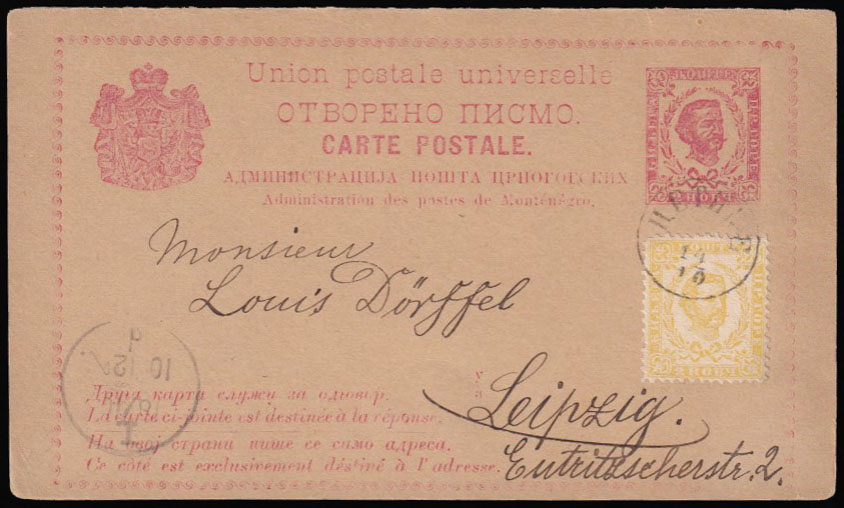 Union postale universelle
ОТВОРЕНО ПИСМО.
CARTE POSTALE.
АДМИНИСТРАЦИЈА ПОШТА ЦРНОГОРСКИХ
Administration des postes de Monténégro.
Monsieur
Louis Dörffel
Leipzig.
Eutritzscherstr. 2.
Друга карта служи за одговор.
La carte ci-jointe est destinée à la réponse.
На овој страни пише се само адреса.
Ce côté est exclusivement destiné à l'adresse.
10 12